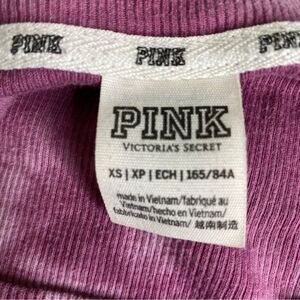 PINK PINK PINK
PINK
VICTORIA'S SECRET
XS | XP | ECH | 165/84A
made in Vietnam/fabriqué au
Vietnam/hecho en Vietnam/
fabbricato in Vietnam/ 越南制造